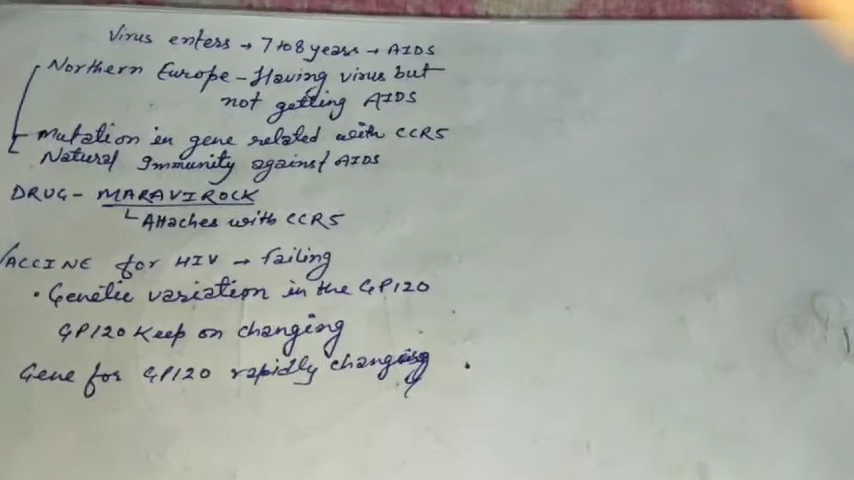 Virus enters → 7 to 8 years → AIDS
Northern Europe - Having virus but
not getting AIDS
Mutation in gene related with CCR5
Natural Immunity against AIDS
DRUG - MARAVIROCK
Attaches with CCR5
VACCINE for HIV → failing
• Genetic variation in the GP120
GP120 Keep on changing
Gene for GP120 rapidly changing